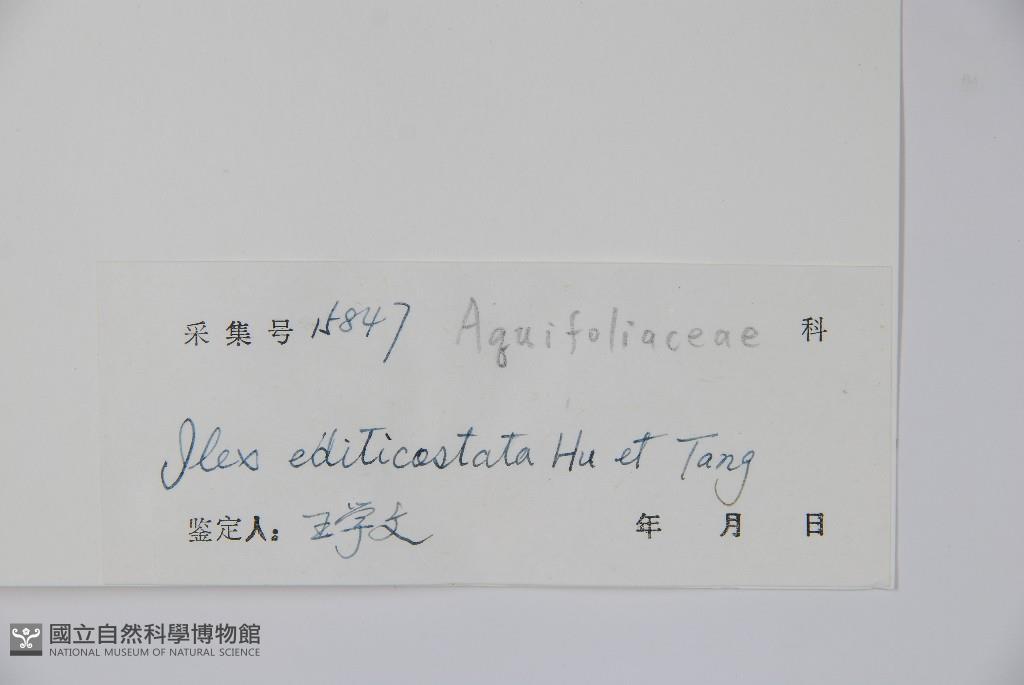 采集号 15847 Aquifoliaceae 科
Ilex editicostata Hu et Tang
鉴定人：王学文 年 月 日
國立自然科學博物館
NATIONAL MUSEUM OF NATURAL SCIENCE